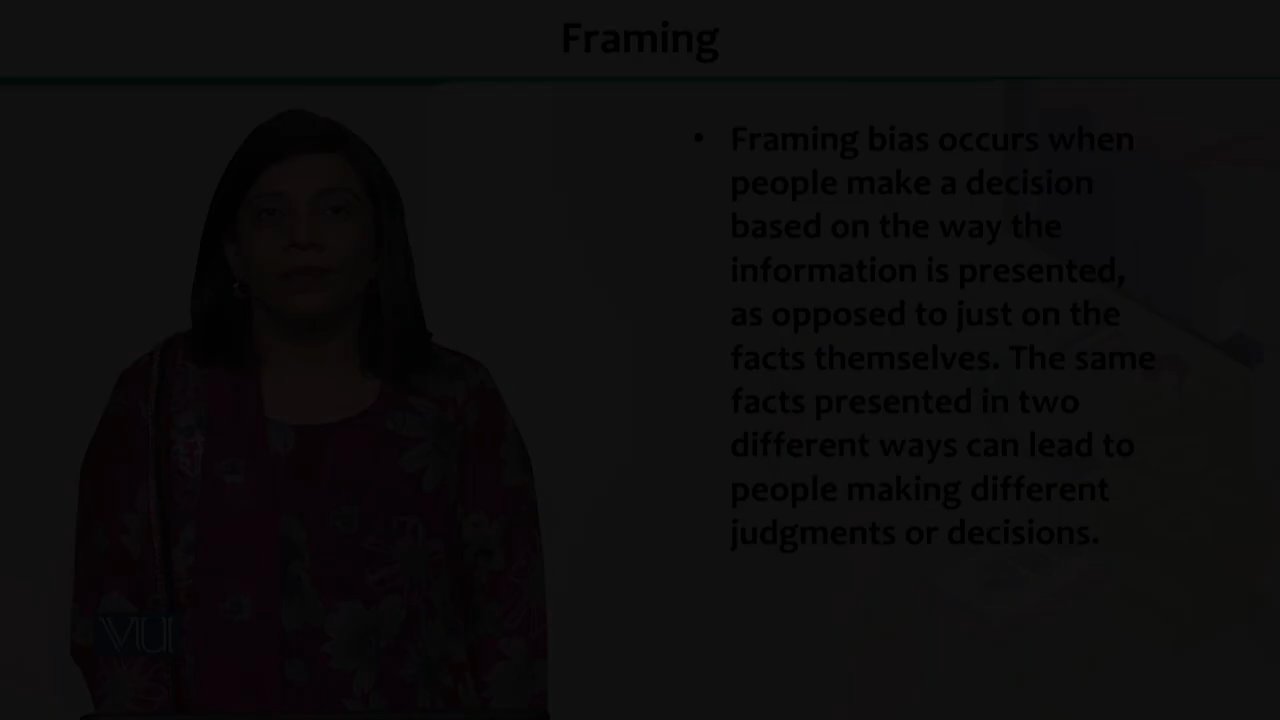 Framing
• Framing bias occurs when
people make a decision
based on the way the
information is presented,
as opposed to just on the
facts themselves. The same
facts presented in two
different ways can lead to
people making different
judgments or decisions.
VU